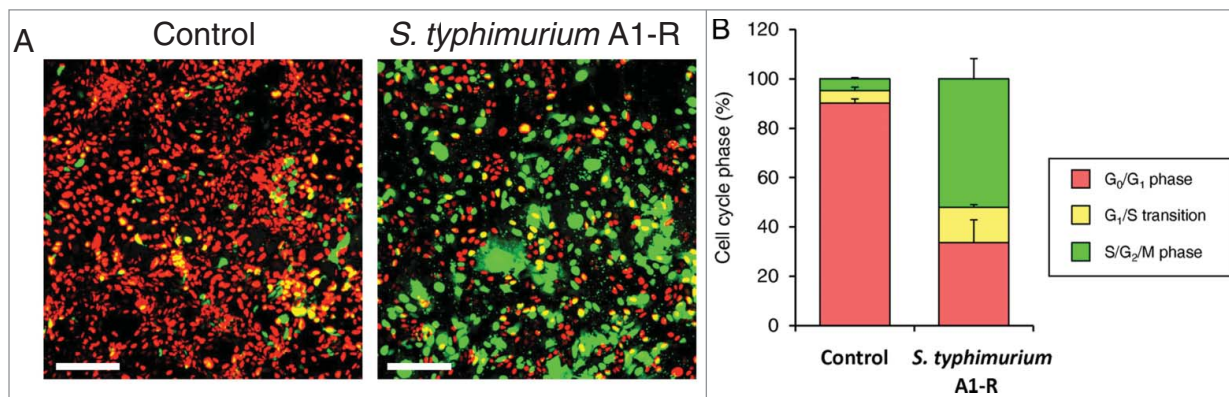 A
Control
S. typhimurium A1-R
B
120
100
80
60
40
20
0
Cell cycle phase (%)
Control
S. typhimurium
A1-R
G₀/G₁ phase
G₁/S transition
S/G₂/M phase